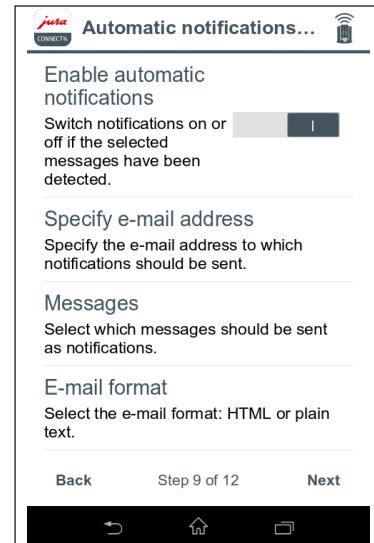 jura
CONNECT
Automatic notifications...
Enable automatic
notifications
Switch notifications on or
off if the selected
messages have been
detected.
Specify e-mail address
Specify the e-mail address to which
notifications should be sent.
Messages
Select which messages should be sent
as notifications.
E-mail format
Select the e-mail format: HTML or plain
text.
Back Step 9 of 12 Next